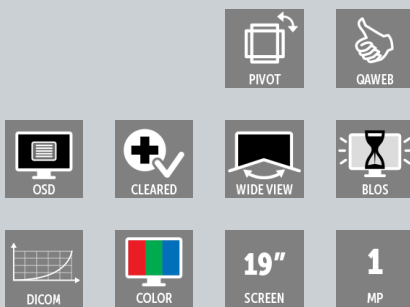 PIVOT
QAWEB
OSD
CLEARED
WIDE VIEW
BLOS
DICOM
COLOR
19"
SCREEN
1
MP